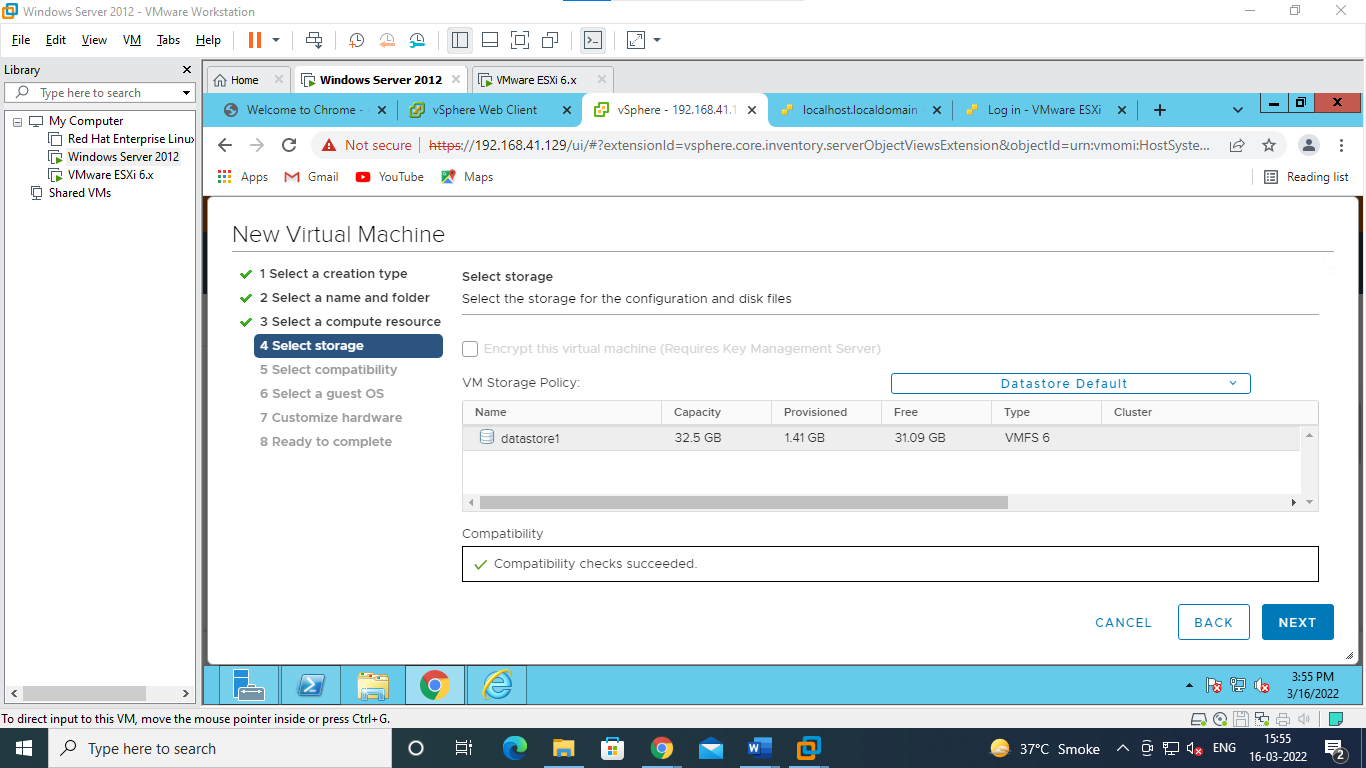 Windows Server 2012 - VMware Workstation
File Edit View VM Tabs Help
Library
Type here to search
My Computer
Red Hat Enterprise Linux
Windows Server 2012
VMware ESXi 6.x
Shared VMs
Home Windows Server 2012 VMware ESXi 6.x
Welcome to Chrome - vSphere Web Client vSphere - 192.168.41.1 localhost.localdomain Log in - VMware ESXi
Not secure https://192.168.41.129/ui/#?extensionId=vsphere.core.inventory.serverObjectViewsExtension&objectId=urn:vmomi:HostSyste...
Apps Gmail YouTube Maps Reading list
New Virtual Machine
1 Select a creation type
2 Select a name and folder
3 Select a compute resource
4 Select storage
5 Select compatibility
6 Select a guest OS
7 Customize hardware
8 Ready to complete
Select storage
Select the storage for the configuration and disk files
Encrypt this virtual machine (Requires Key Management Server)
VM Storage Policy: Datastore Default
Name Capacity Provisioned Free Type Cluster
datastore1 32.5 GB 1.41 GB 31.09 GB VMFS 6
Compatibility
Compatibility checks succeeded.
CANCEL BACK NEXT
3:55 PM
3/16/2022
To direct input to this VM, move the mouse pointer inside or press Ctrl+G.
Type here to search
37°C Smoke
ENG
15:55
16-03-2022
2